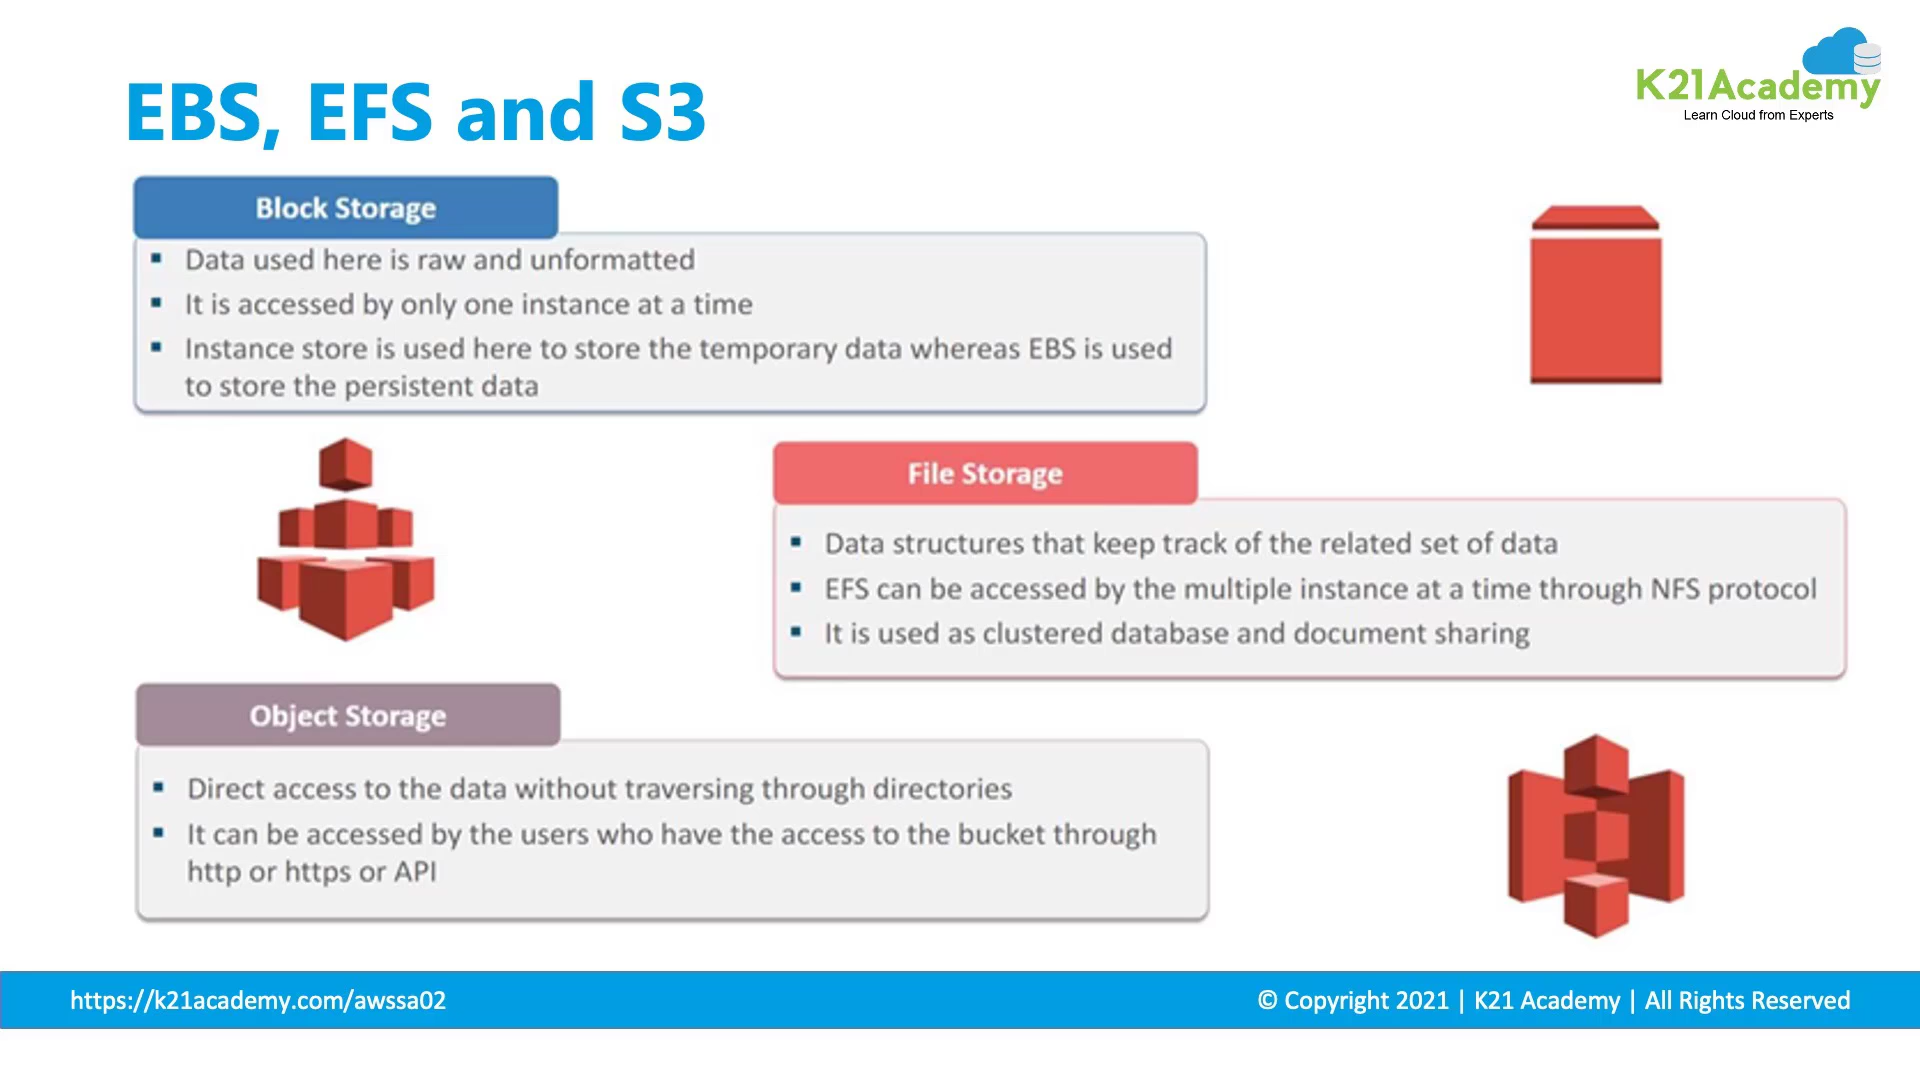 EBS, EFS and S3
K21Academy
Learn Cloud from Experts
Block Storage
▪ Data used here is raw and unformatted
▪ It is accessed by only one instance at a time
▪ Instance store is used here to store the temporary data whereas EBS is used
to store the persistent data
File Storage
▪ Data structures that keep track of the related set of data
▪ EFS can be accessed by the multiple instance at a time through NFS protocol
▪ It is used as clustered database and document sharing
Object Storage
▪ Direct access to the data without traversing through directories
▪ It can be accessed by the users who have the access to the bucket through
http or https or API
https://k21academy.com/awssa02
© Copyright 2021 | K21 Academy | All Rights Reserved